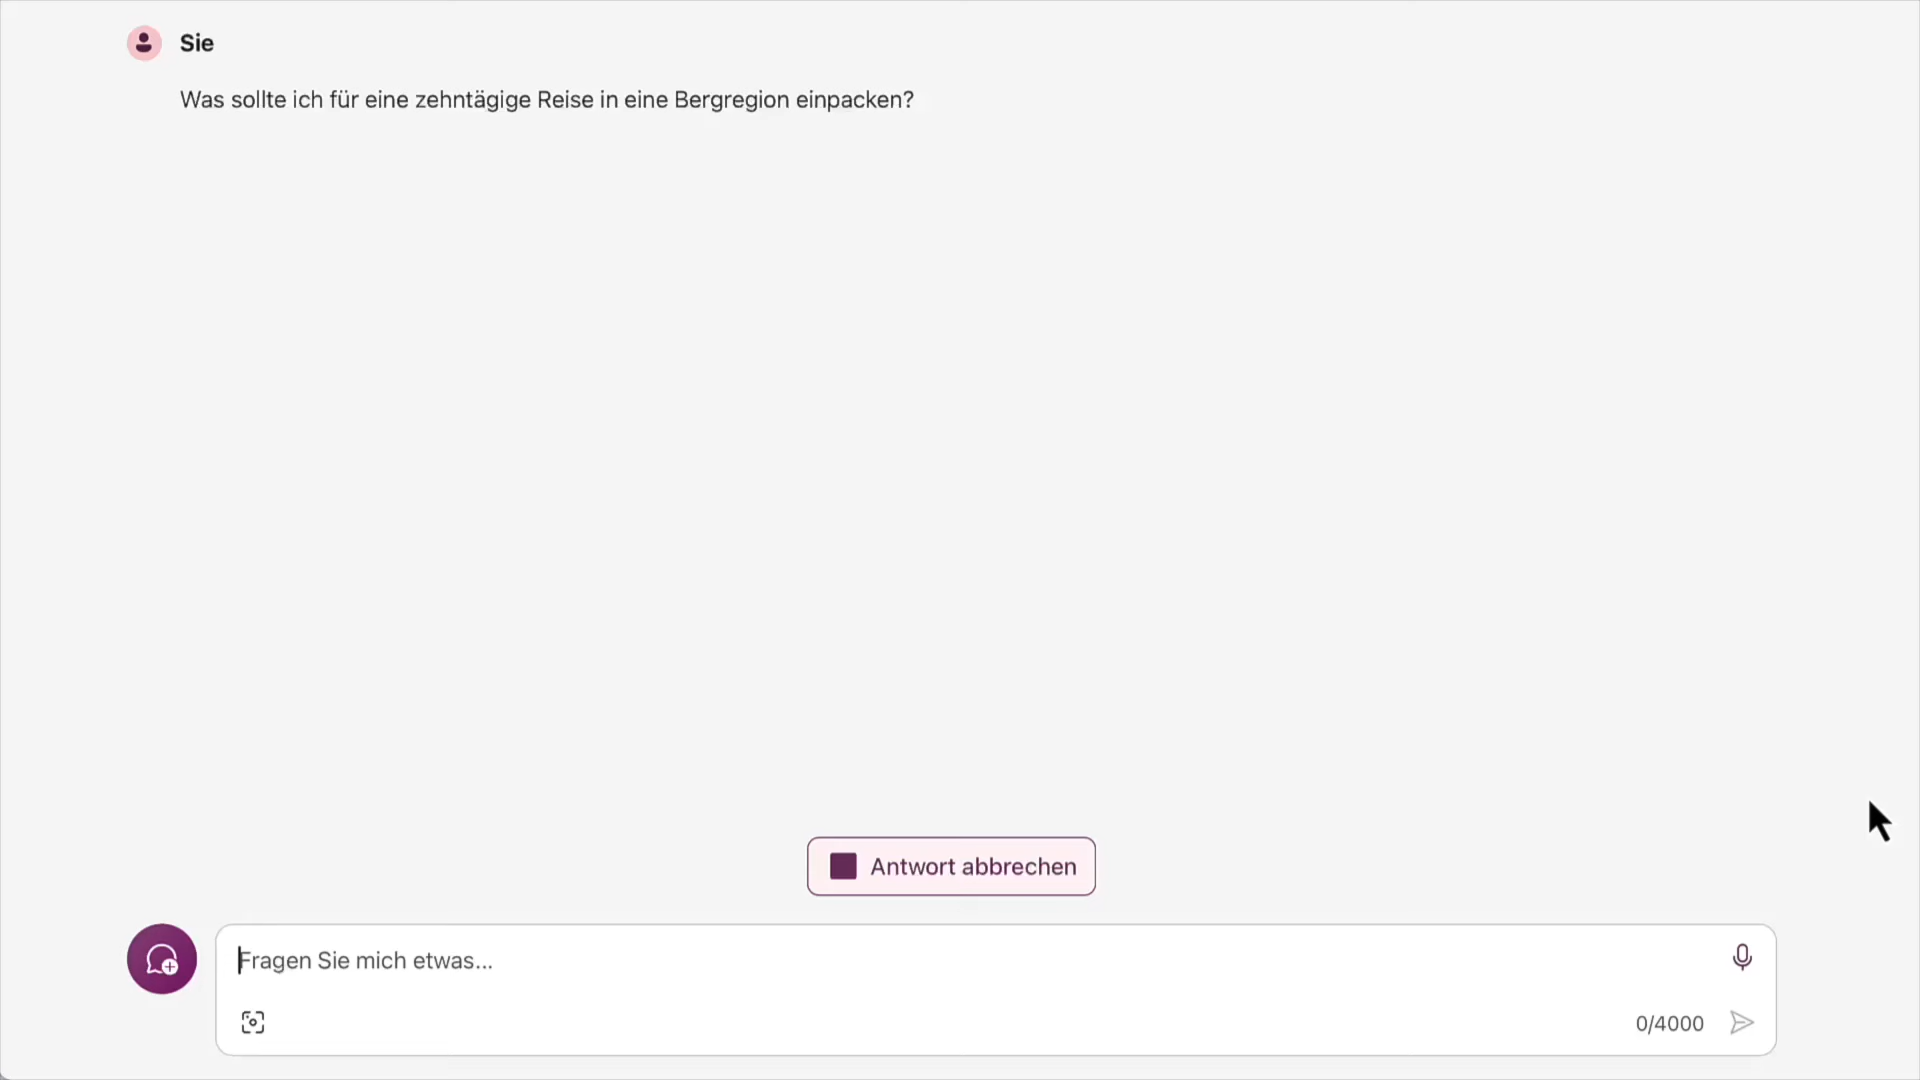 Sie
Was sollte ich für eine zehntägige Reise in eine Bergregion einpacken?
Antwort abbrechen
Fragen Sie mich etwas...
0/4000